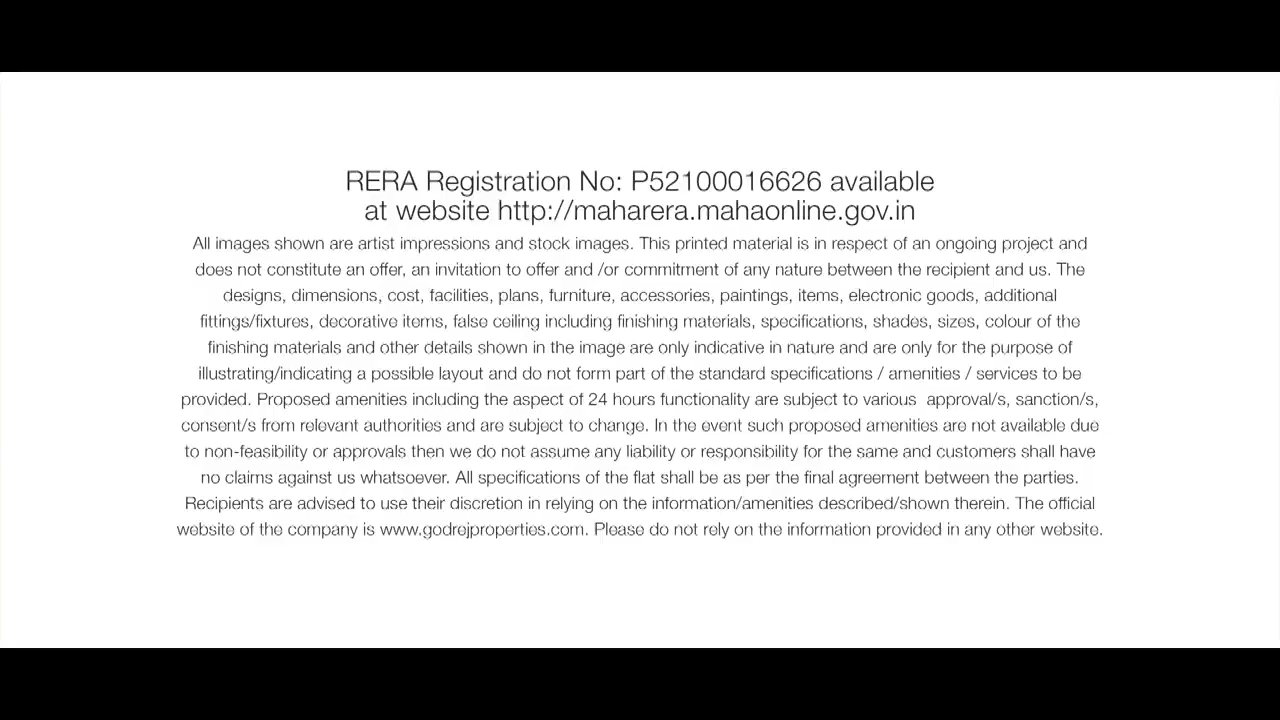 RERA Registration No: P52100016626 available
at website http://maharera.mahaonline.gov.in
All images shown are artist impressions and stock images. This printed material is in respect of an ongoing project and
does not constitute an offer, an invitation to offer and /or commitment of any nature between the recipient and us. The
designs, dimensions, cost, facilities, plans, furniture, accessories, paintings, items, electronic goods, additional
fittings/fixtures, decorative items, false ceiling including finishing materials, specifications, shades, sizes, colour of the
finishing materials and other details shown in the image are only indicative in nature and are only for the purpose of
illustrating/indicating a possible layout and do not form part of the standard specifications / amenities / services to be
provided. Proposed amenities including the aspect of 24 hours functionality are subject to various  approval/s, sanction/s,
consent/s from relevant authorities and are subject to change. In the event such proposed amenities are not available due
to non-feasibility or approvals then we do not assume any liability or responsibility for the same and customers shall have
no claims against us whatsoever. All specifications of the flat shall be as per the final agreement between the parties.
Recipients are advised to use their discretion in relying on the information/amenities described/shown therein. The official
website of the company is www.godrejproperties.com. Please do not rely on the information provided in any other website.